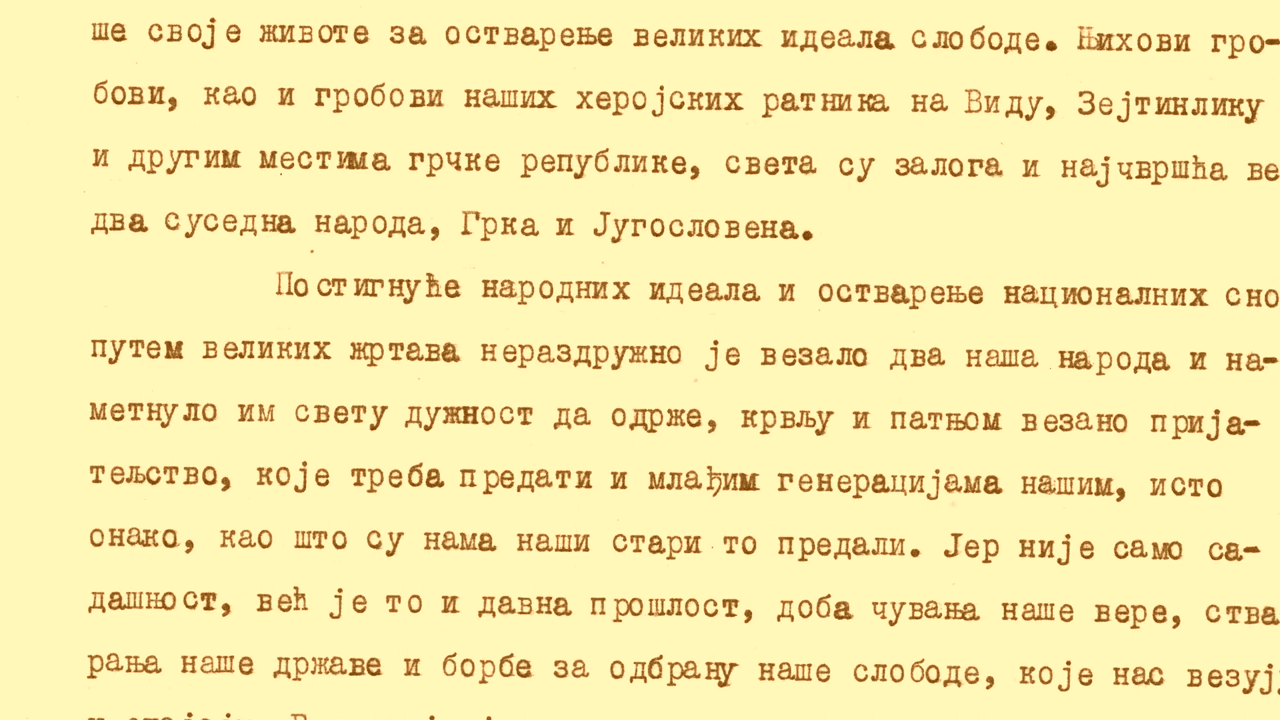 ше своје животе за остварење великих идеала слободе. Њихови гро-
бови, као и гробови наших херојских ратника на Виду, Зејтинлику
и другим местима грчке републике, света су залога и најчвршћа ве
два суседна народа, Грка и Југословена.
Постигнуће народних идеала и остварење националних сно
путем великих жртава нераздружно је везало два наша народа и на-
метнуло им свету дужност да одрже, крвљу и патњом везано прија-
тељство, које треба предати и млађим генерацијама нашим, исто
онако, као што су нама наши стари то предали. Јер није само са-
дашњост, већ је то и давна прошлост, доба чувања наше вере, ства
рања наше државе и борбе за одбрану наше слободе, које нас везуј